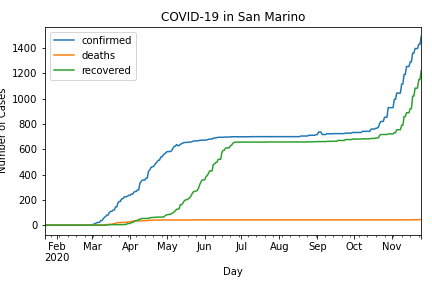 COVID-19 in San Marino
confirmed
deaths
recovered
1400
1200
1000
800
600
400
200
0
Number of Cases
Feb Mar Apr May Jun Jul Aug Sep Oct Nov
2020
Day